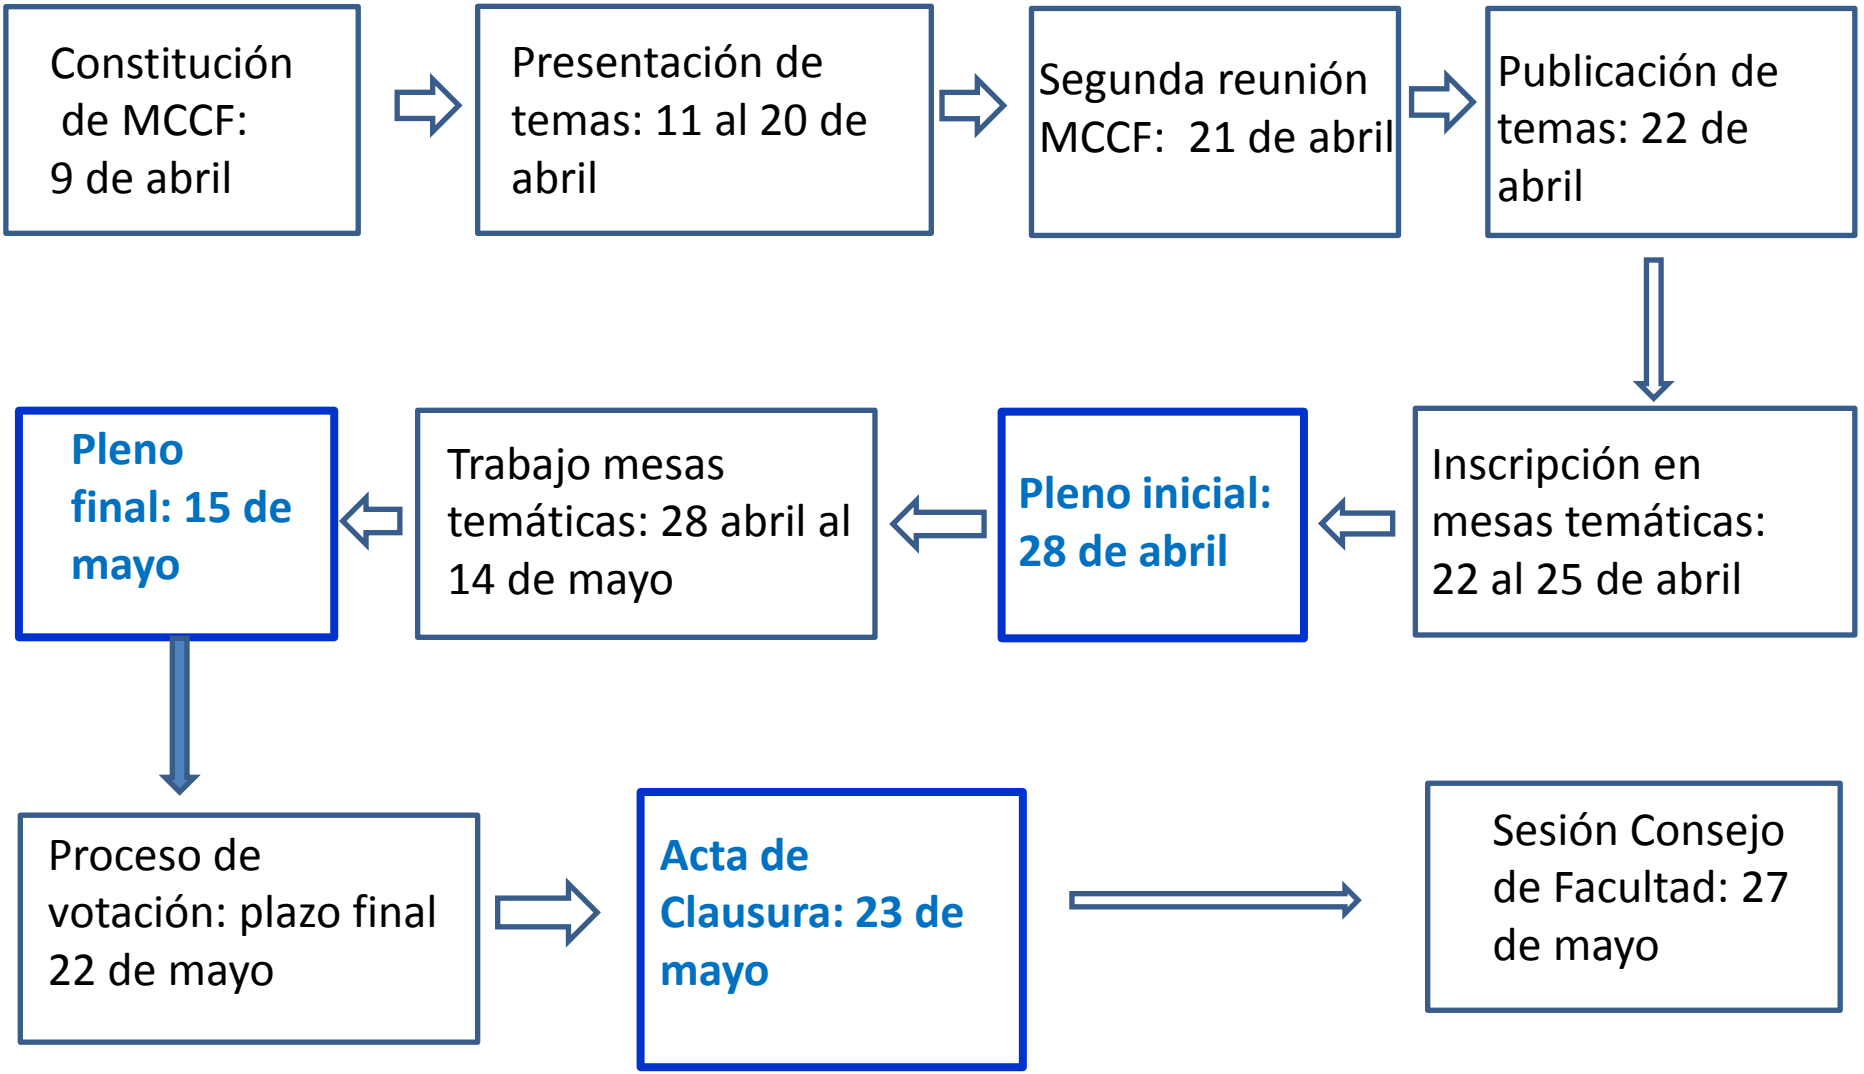 Constitución
de MCCF:
9 de abril
Presentación de
temas: 11 al 20 de
abril
Segunda reunión
MCCF: 21 de abril
Publicación de
temas: 22 de
abril
Inscripción en
mesas temáticas:
22 al 25 de abril
Pleno inicial:
28 de abril
Trabajo mesas
temáticas: 28 abril al
14 de mayo
Pleno
final: 15 de
mayo
Proceso de
votación: plazo final
22 de mayo
Acta de
Clausura: 23 de
mayo
Sesión Consejo
de Facultad: 27
de mayo